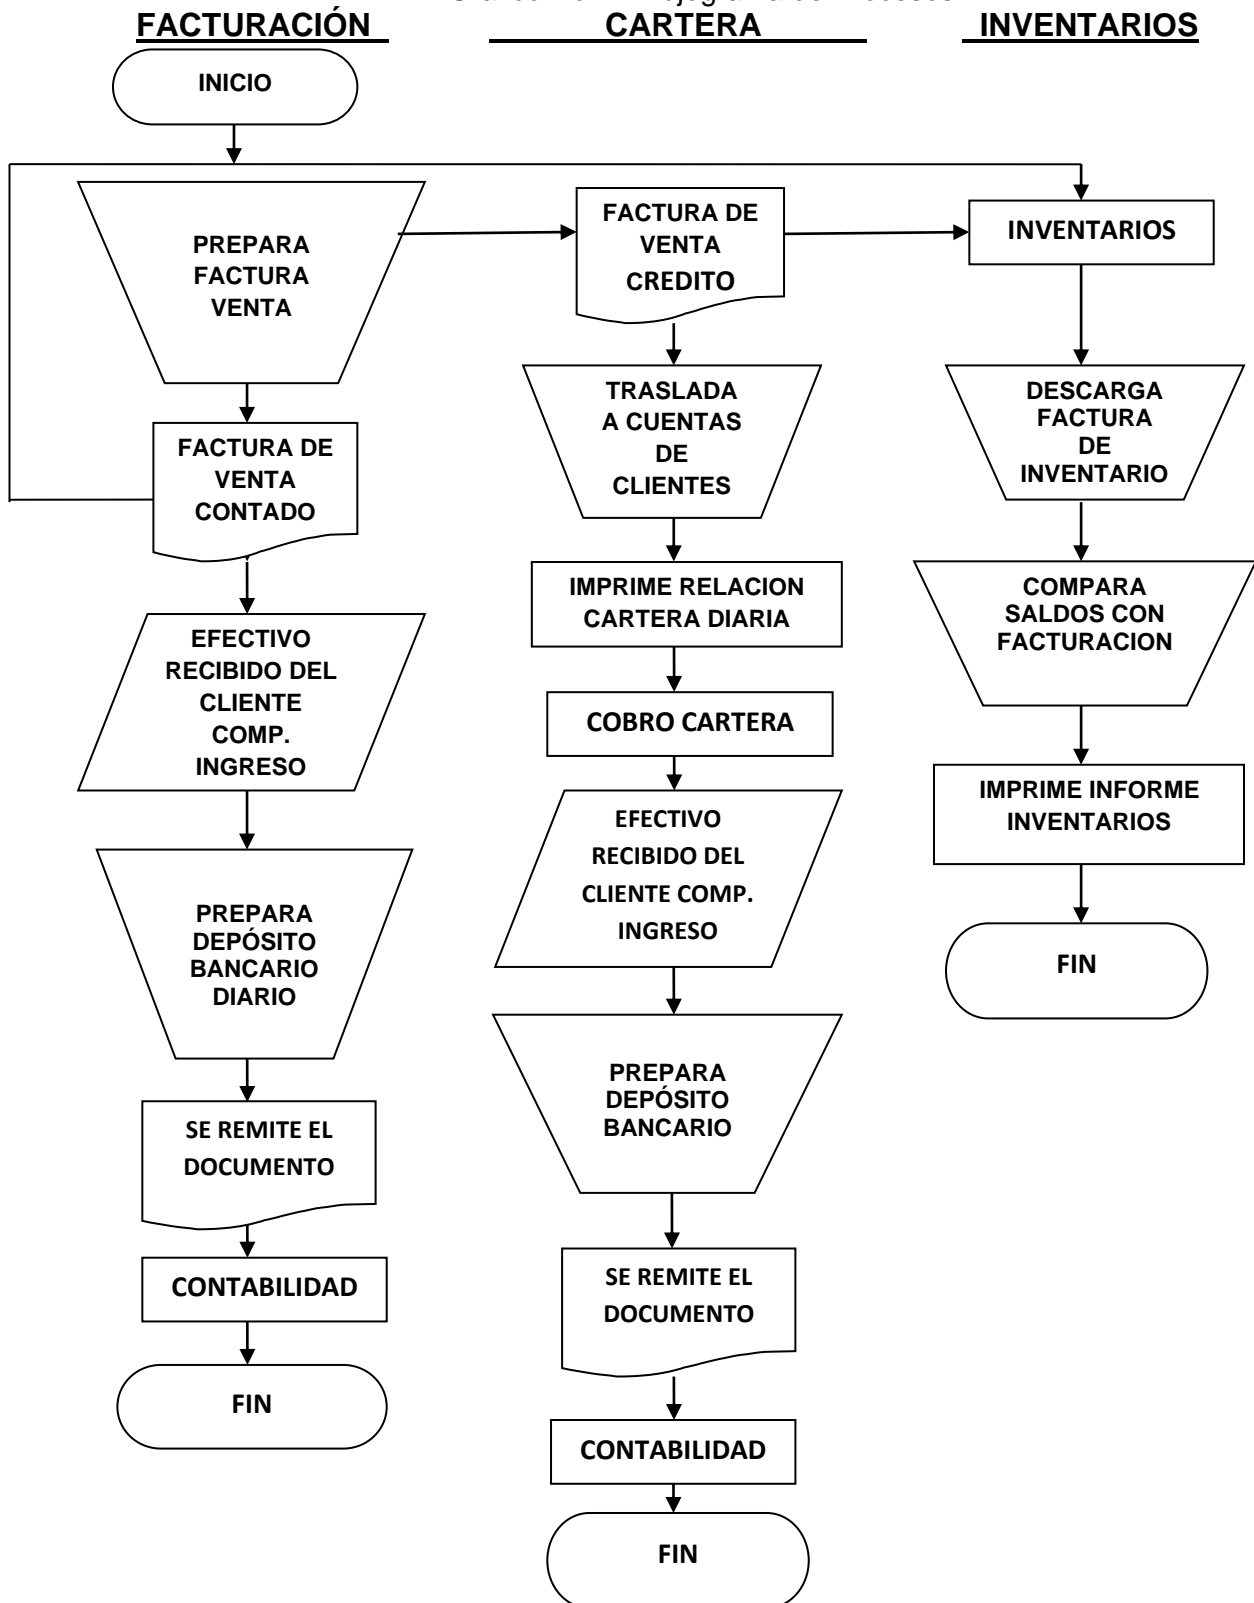 FACTURACIÓN
CARTERA
INVENTARIOS
INICIO
PREPARA
FACTURA
VENTA
FACTURA DE
VENTA
CONTADO
EFECTIVO
RECIBIDO DEL
CLIENTE
COMP.
INGRESO
PREPARA
DEPÓSITO
BANCARIO
DIARIO
SE REMITE EL
DOCUMENTO
CONTABILIDAD
FIN
FACTURA DE
VENTA
CREDITO
TRASLADA
A CUENTAS
DE
CLIENTES
IMPRIME RELACION
CARTERA DIARIA
COBRO CARTERA
EFECTIVO
RECIBIDO DEL
CLIENTE COMP.
INGRESO
PREPARA
DEPÓSITO
BANCARIO
SE REMITE EL
DOCUMENTO
CONTABILIDAD
FIN
INVENTARIOS
DESCARGA
FACTURA
DE
INVENTARIO
COMPARA
SALDOS CON
FACTURACION
IMPRIME INFORME
INVENTARIOS
FIN